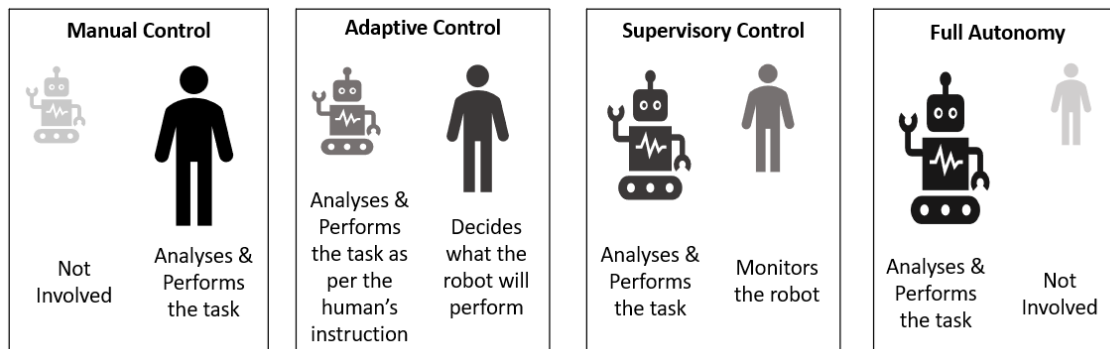 Manual Control
Not
Involved
Analyses &
Performs
the task
Adaptive Control
Analyses &
Performs
the task as
per the
human's
instruction
Decides
what the
robot will
perform
Supervisory Control
Analyses &
Performs
the task
Monitors
the robot
Full Autonomy
Analyses &
Performs
the task
Not
Involved